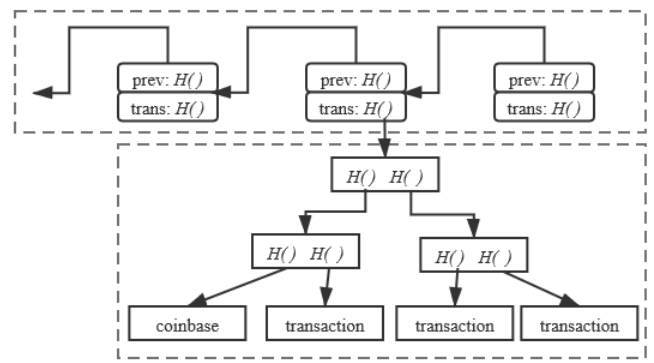 prev: H() prev: H() prev: H()
trans: H() trans: H() trans: H()
H() H( )
H() H( ) H() H( )
coinbase transaction transaction transaction